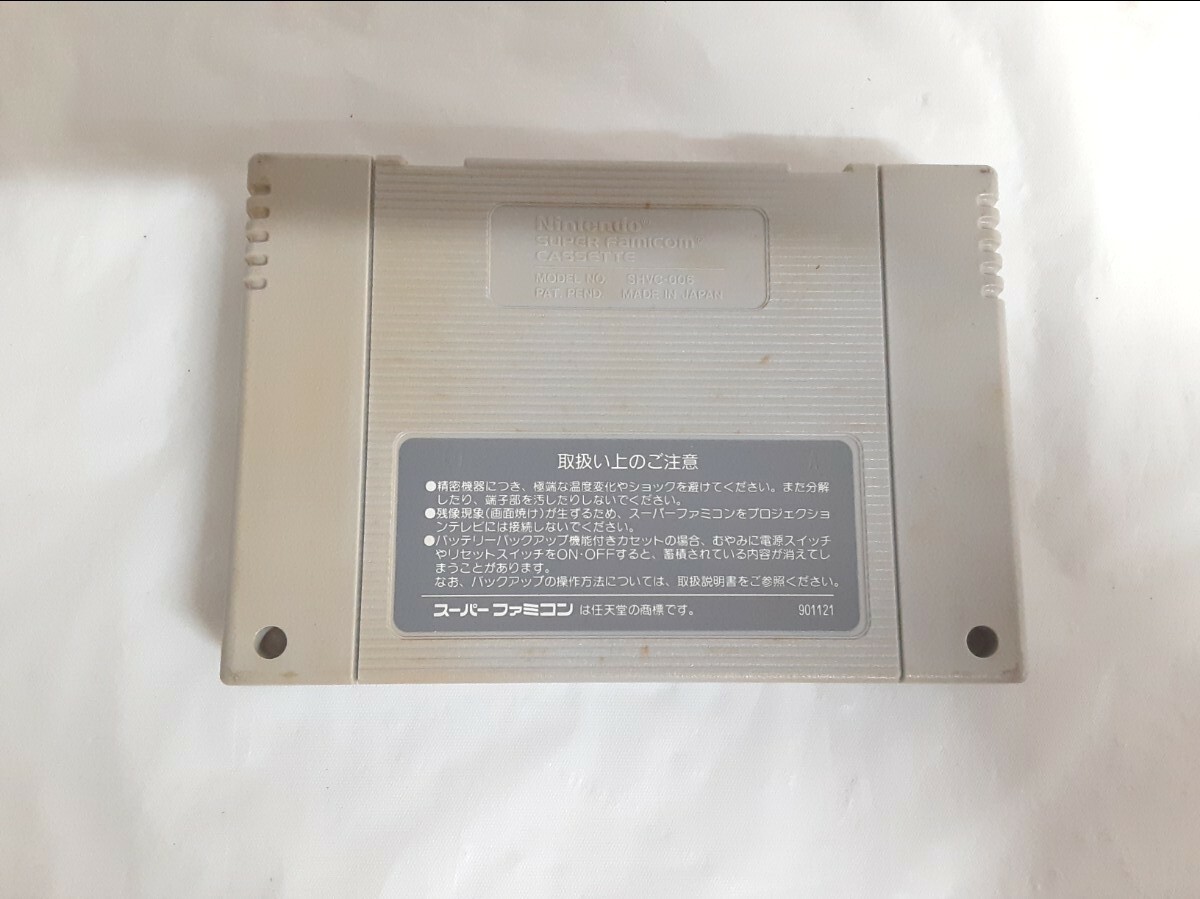 Nintendo™
SUPER Famicom™
CASSETTE
MODEL NO. SHVC-006
PAT. PEND MADE IN JAPAN
取扱い上のご注意
●精密機器につき、極端な温度変化やショックを避けてください。また分解
したり、端子部を汚したりしないでください。
●残像現象(画面焼け)が生ずるため、スーパーファミコンをプロジェクショ
ンテレビには接続しないでください。
●バッテリーバックアップ機能付きカセットの場合、むやみに電源スイッチ
やリセットスイッチをON・OFFすると、蓄積されている内容が消えてし
まうことがあります。
なお、バックアップの操作方法については、取扱説明書をご参照ください。
スーパーファミコン は任天堂の商標です。 901121